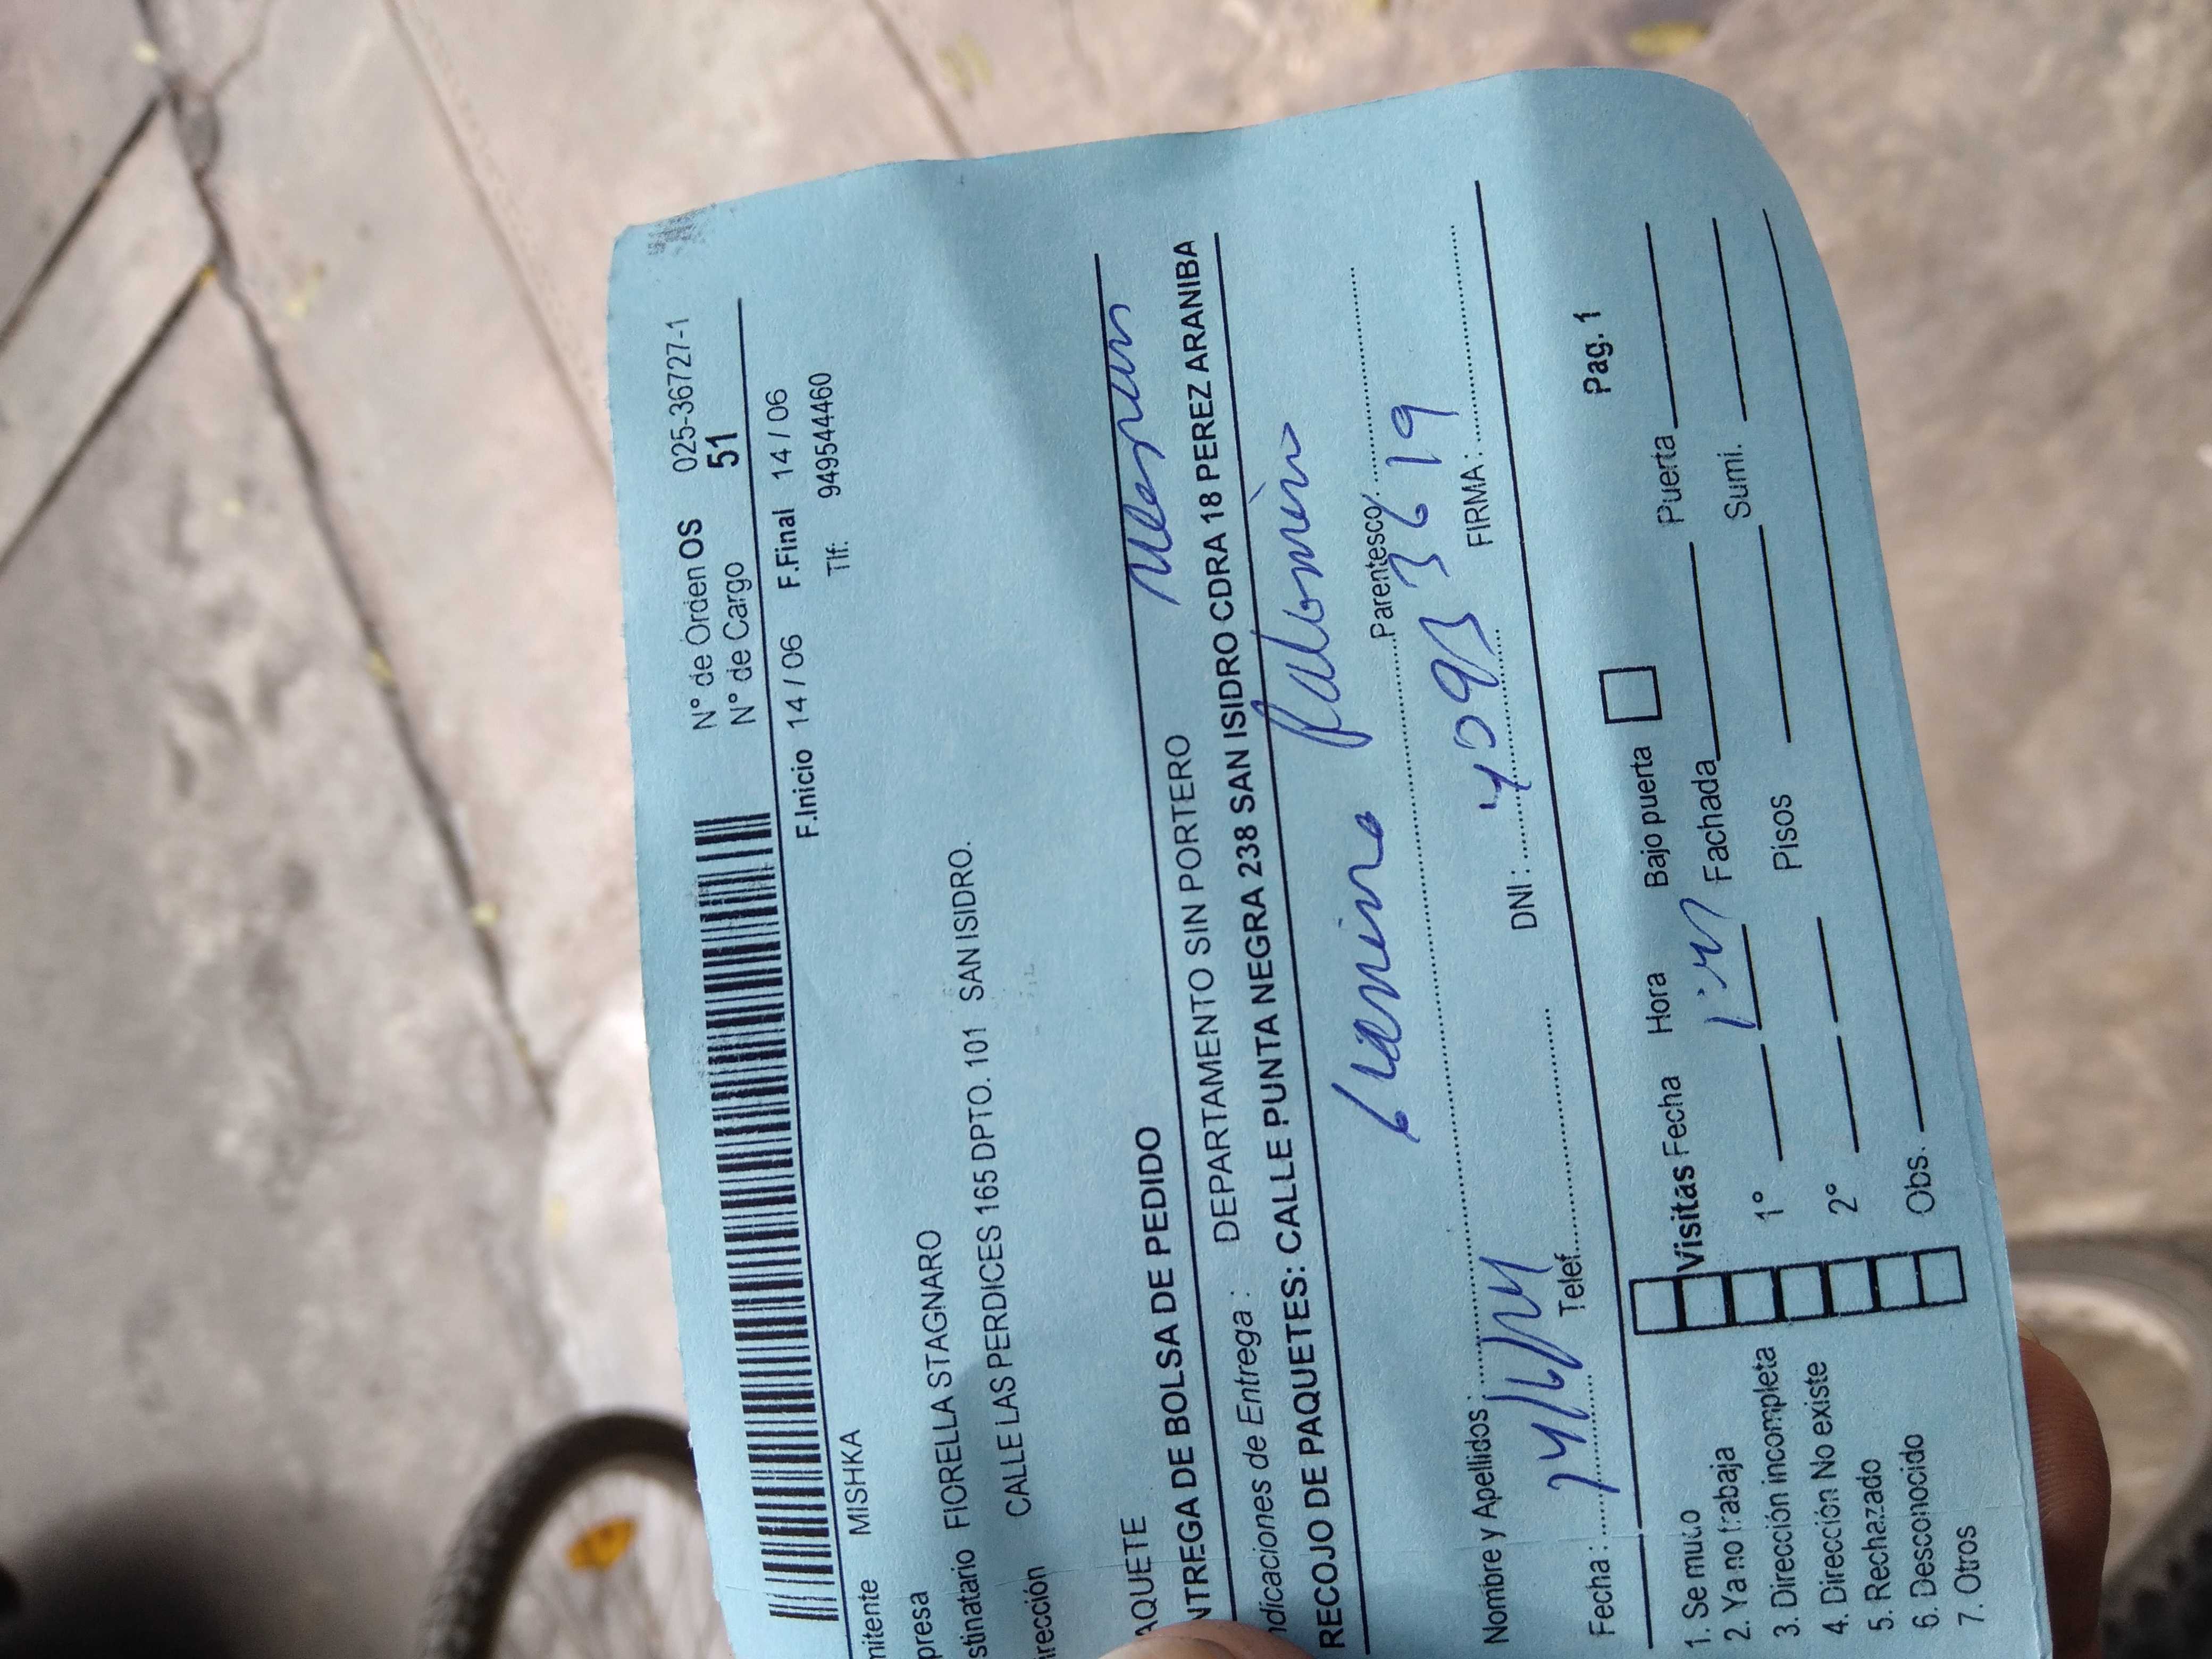 N° de Orden OS 025-36727-1
N° de Cargo 51
F.Inicio 14 / 06 F.Final 14 / 06
mitente MISHKA
Tlf: 949544460
presa
stinatario FIORELLA STAGNARO
irección CALLE LAS PERDICES 165 DPTO. 101 SAN ISIDRO.
AQUETE
NTREGA DE BOLSA DE PEDIDO
ndicaciones de Entrega : DEPARTAMENTO SIN PORTERO
RECOJO DE PAQUETES: CALLE PUNTA NEGRA 238 SAN ISIDRO CDRA 18 PEREZ ARANIBA
Palomino
Nombre y Apellidos : Parentesco:
Fecha : Telef. DNI : 40933619 FIRMA :
Pag. 1
1. Se mudo
2. Ya no trabaja
3. Dirección incompleta
4. Dirección No existe
5. Rechazado
6. Desconocido
7. Otros
Visitas Fecha Hora Bajo puerta
1° Fachada Puerta
2° Pisos Sumi.
Obs.